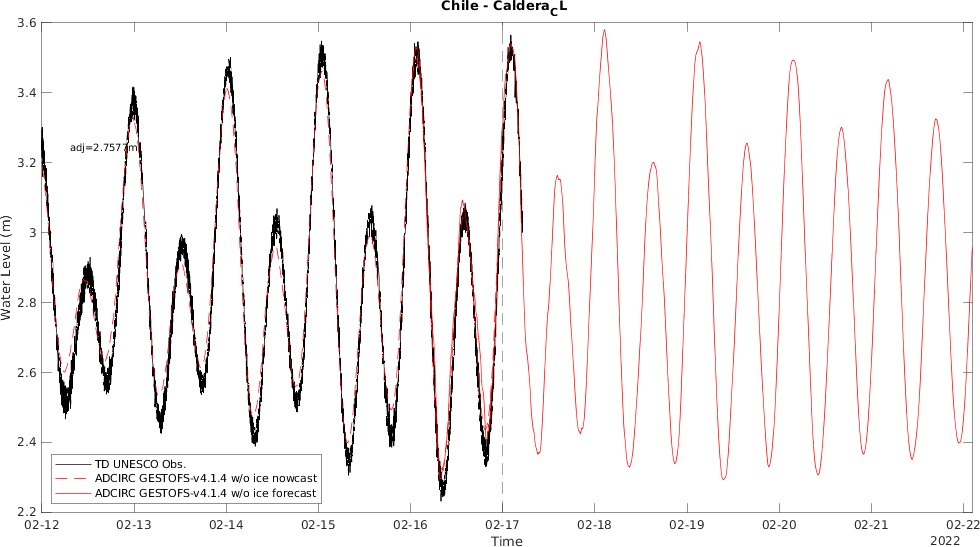 Chile - Caldera_CL
3.6
3.4
3.2
3
2.8
2.6
2.4
2.2
Water Level (m)
adj=2.7577m
TD UNESCO Obs.
ADCIRC GESTOFS-v4.1.4 w/o ice nowcast
ADCIRC GESTOFS-v4.1.4 w/o ice forecast
02-12 02-13 02-14 02-15 02-16 02-17 02-18 02-19 02-20 02-21 02-22
Time
2022